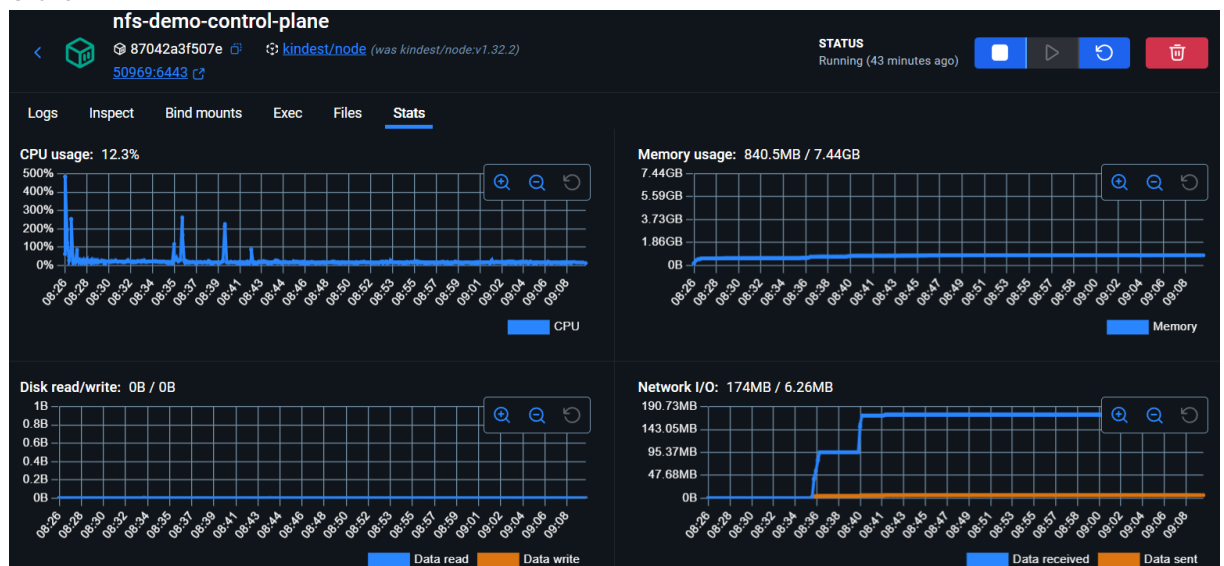 nfs-demo-control-plane
87042a3f507e kindest/node (was kindest/node:v1.32.2)
50969:6443
STATUS
Running (43 minutes ago)
Logs Inspect Bind mounts Exec Files Stats
CPU usage: 12.3%
500%
400%
300%
200%
100%
0%
08:26 08:28 08:30 08:32 08:34 08:35 08:37 08:39 08:41 08:43 08:44 08:46 08:48 08:50 08:52 08:53 08:55 08:57 08:59 09:01 09:02 09:04 09:06 09:08
CPU
Memory usage: 840.5MB / 7.44GB
7.44GB
5.59GB
3.73GB
1.86GB
0B
08:26 08:28 08:30 08:32 08:34 08:36 08:38 08:40 08:41 08:43 08:45 08:47 08:49 08:51 08:53 08:55 08:57 08:58 09:00 09:02 09:04 09:06 09:08
Memory
Disk read/write: 0B / 0B
1B
0.8B
0.6B
0.4B
0.2B
0B
08:26 08:28 08:30 08:32 08:34 08:35 08:37 08:39 08:41 08:43 08:44 08:46 08:48 08:50 08:52 08:53 08:55 08:57 08:59 09:01 09:02 09:04 09:06 09:08
Data read Data write
Network I/O: 174MB / 6.26MB
190.73MB
143.05MB
95.37MB
47.68MB
0B
08:26 08:28 08:30 08:32 08:34 08:36 08:38 08:40 08:41 08:43 08:45 08:47 08:49 08:51 08:53 08:55 08:57 08:58 09:00 09:02 09:04 09:06 09:08
Data received Data sent